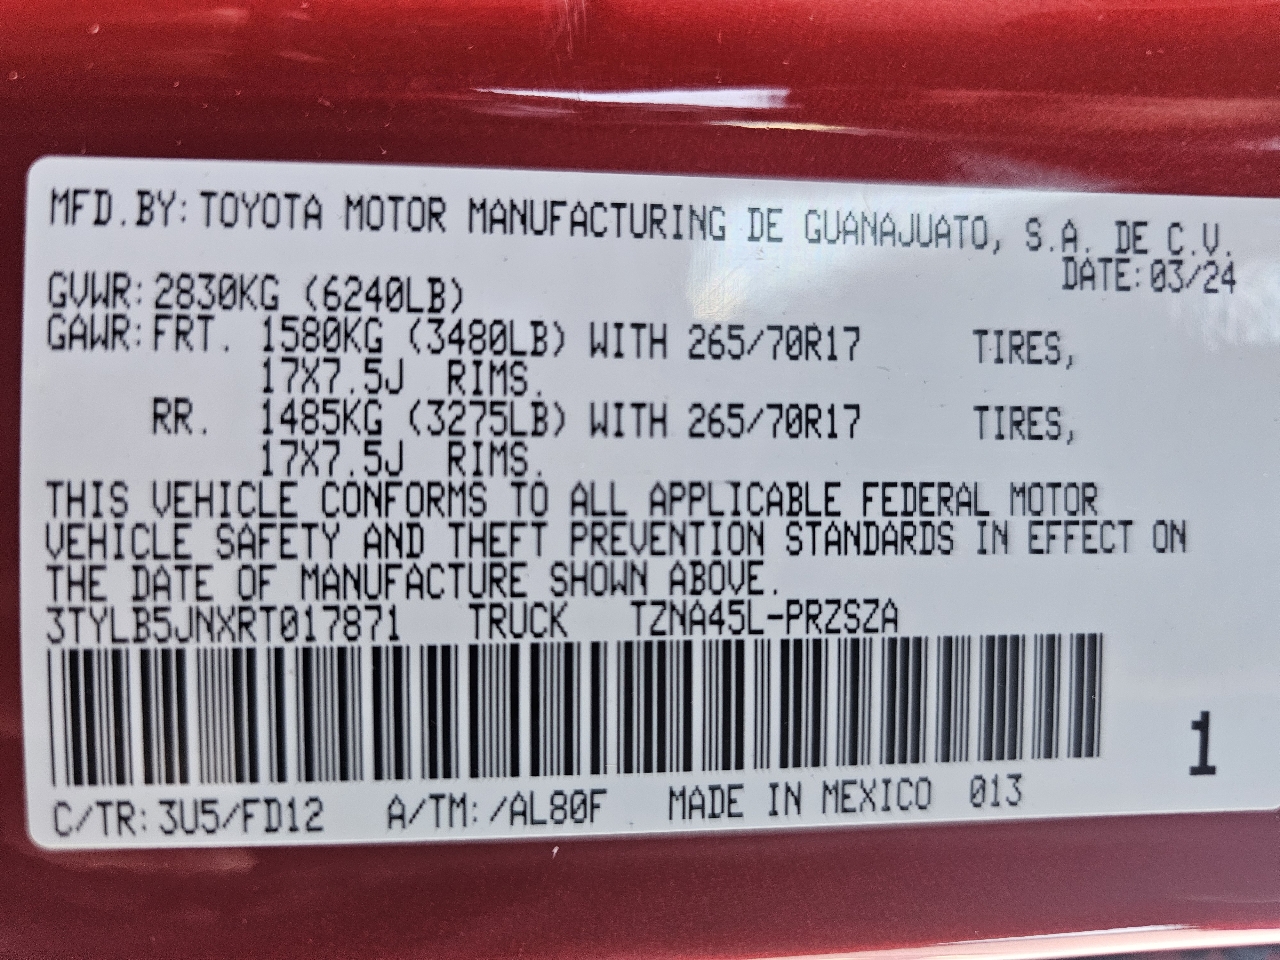 MFD.BY: TOYOTA MOTOR MANUFACTURING DE GUANAJUATO, S.A. DE C.V.
DATE: 03/24
GVWR: 2830KG (6240LB)
GAWR: FRT. 1580KG (3480LB) WITH 265/70R17 TIRES,
17X7.5J RIMS.
RR. 1485KG (3275LB) WITH 265/70R17 TIRES,
17X7.5J RIMS.
THIS VEHICLE CONFORMS TO ALL APPLICABLE FEDERAL MOTOR
VEHICLE SAFETY AND THEFT PREVENTION STANDARDS IN EFFECT ON
THE DATE OF MANUFACTURE SHOWN ABOVE.
3TYLB5JNXRT017871 TRUCK TZNA45L-PRZSZA
1
C/TR: 3U5/FD12 A/TM: /AL80F MADE IN MEXICO 013